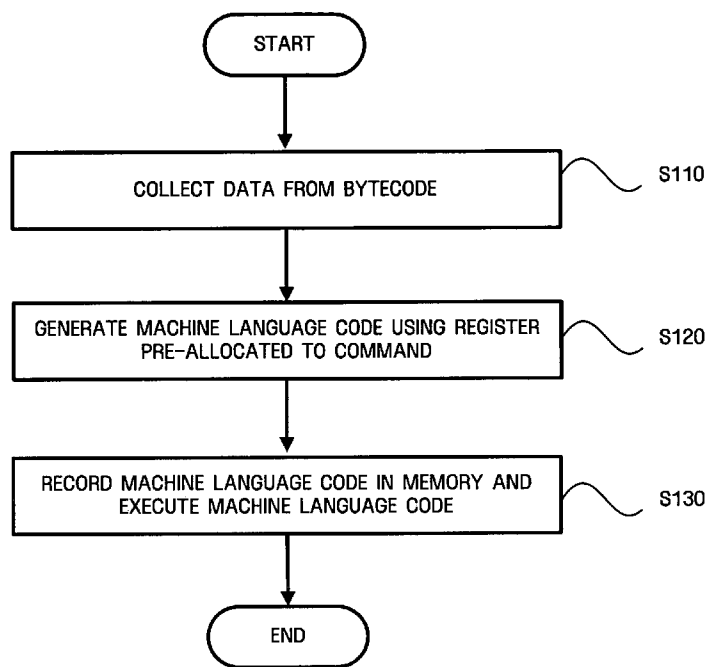 START
COLLECT DATA FROM BYTECODE
S110
GENERATE MACHINE LANGUAGE CODE USING REGISTER
PRE-ALLOCATED TO COMMAND
S120
RECORD MACHINE LANGUAGE CODE IN MEMORY AND
EXECUTE MACHINE LANGUAGE CODE
S130
END